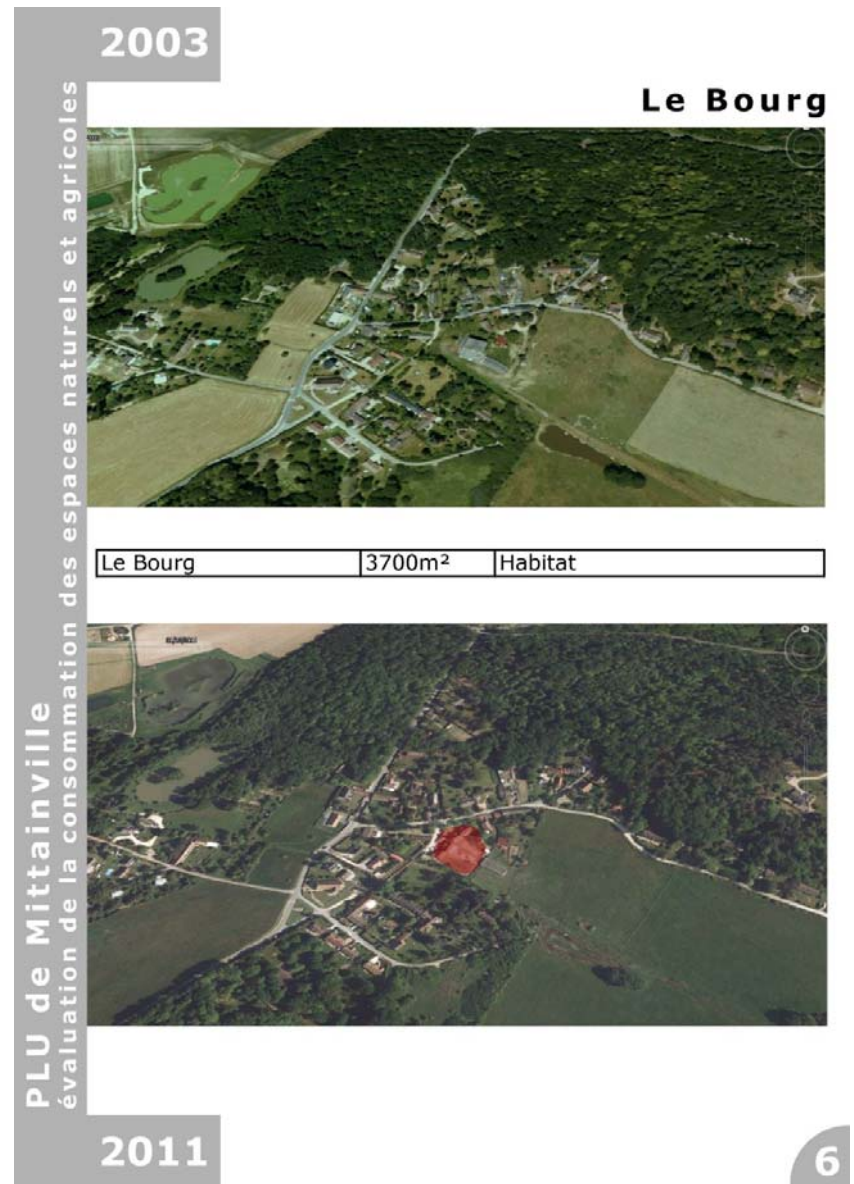 2003
Le Bourg
Le Bourg 3700m² Habitat
PLU de Mittainville
évaluation de la consommation des espaces naturels et agricoles
2011
6